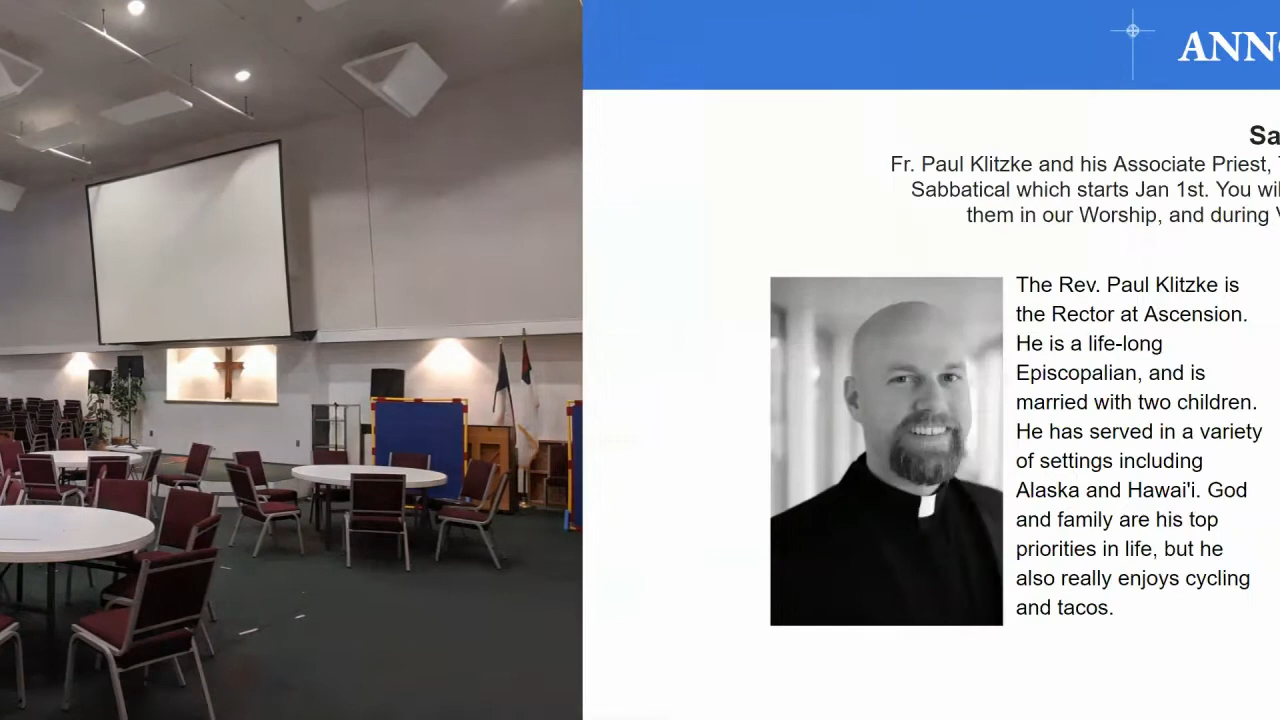 ANN
Sa
Fr. Paul Klitzke and his Associate Priest,
Sabbatical which starts Jan 1st. You wil
them in our Worship, and during V
The Rev. Paul Klitzke is
the Rector at Ascension.
He is a life-long
Episcopalian, and is
married with two children.
He has served in a variety
of settings including
Alaska and Hawai'i. God
and family are his top
priorities in life, but he
also really enjoys cycling
and tacos.